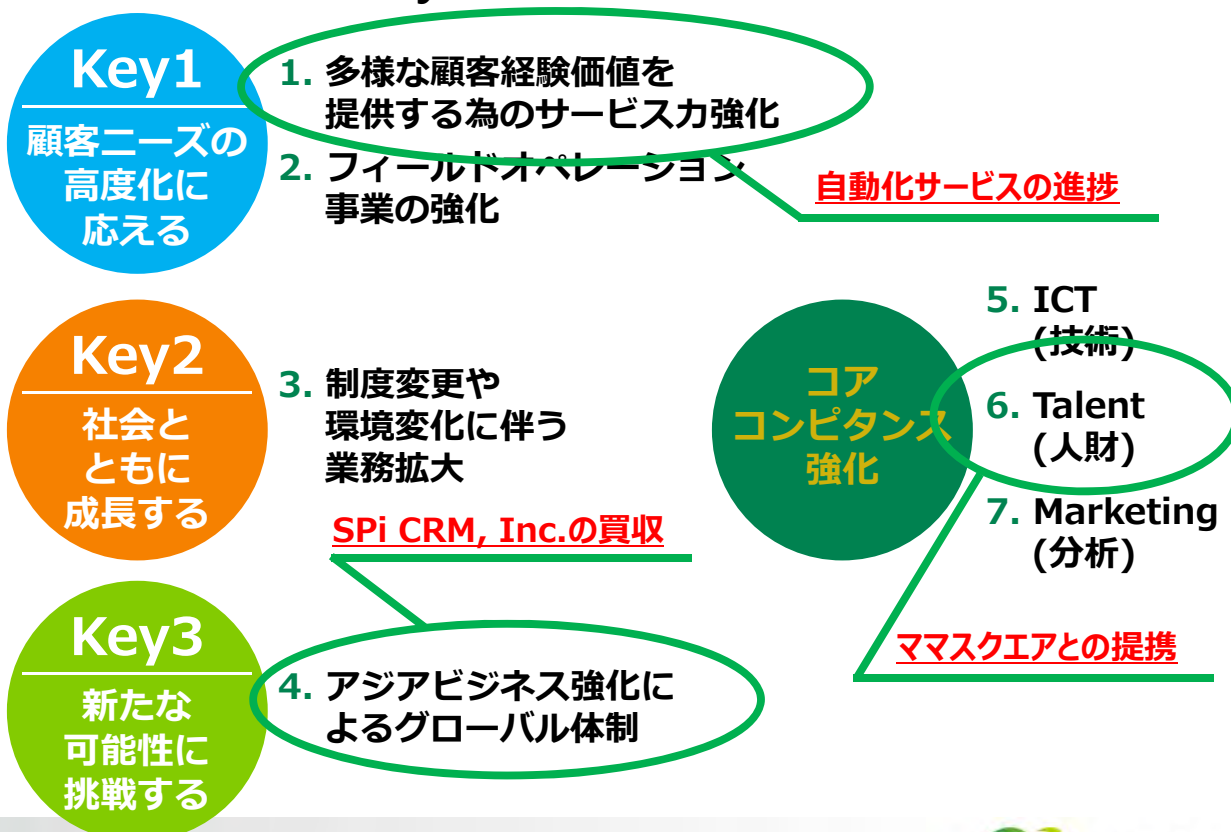 Key1
顧客ニーズの
高度化に
応える
1. 多様な顧客経験価値を
提供する為のサービス力強化
2. フィールドオペレーション
事業の強化
自動化サービスの進捗
Key2
社会と
ともに
成長する
3. 制度変更や
環境変化に伴う
業務拡大
SPi CRM, Inc.の買収
Key3
新たな
可能性に
挑戦する
4. アジアビジネス強化に
よるグローバル体制
コア
コンピタンス
強化
5. ICT
(技術)
6. Talent
(人財)
7. Marketing
(分析)
ママスクエアとの提携